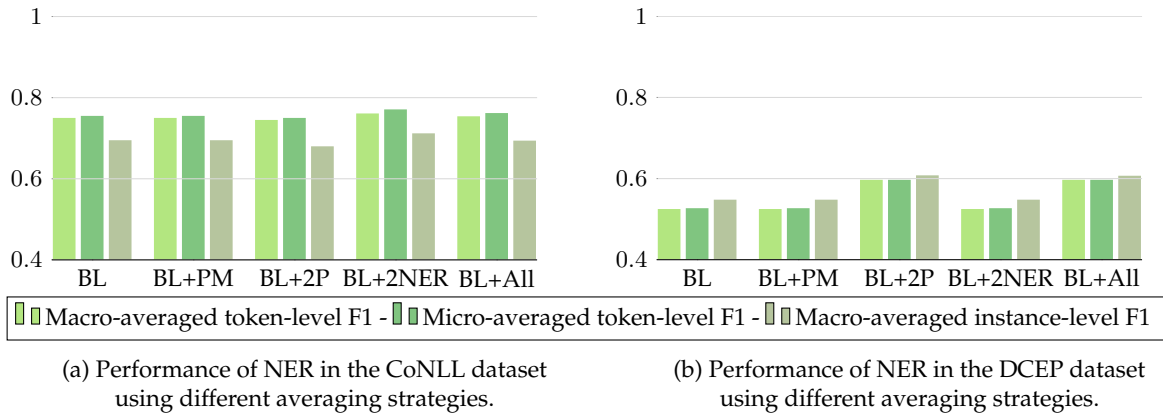 1
0.8
0.6
0.4
BL
BL+PM
BL+2P
BL+2NER
BL+All
1
0.8
0.6
0.4
BL
BL+PM
BL+2P
BL+2NER
BL+All
Macro-averaged token-level F1 - Micro-averaged token-level F1 - Macro-averaged instance-level F1
(a) Performance of NER in the CoNLL dataset
using different averaging strategies.
(b) Performance of NER in the DCEP dataset
using different averaging strategies.